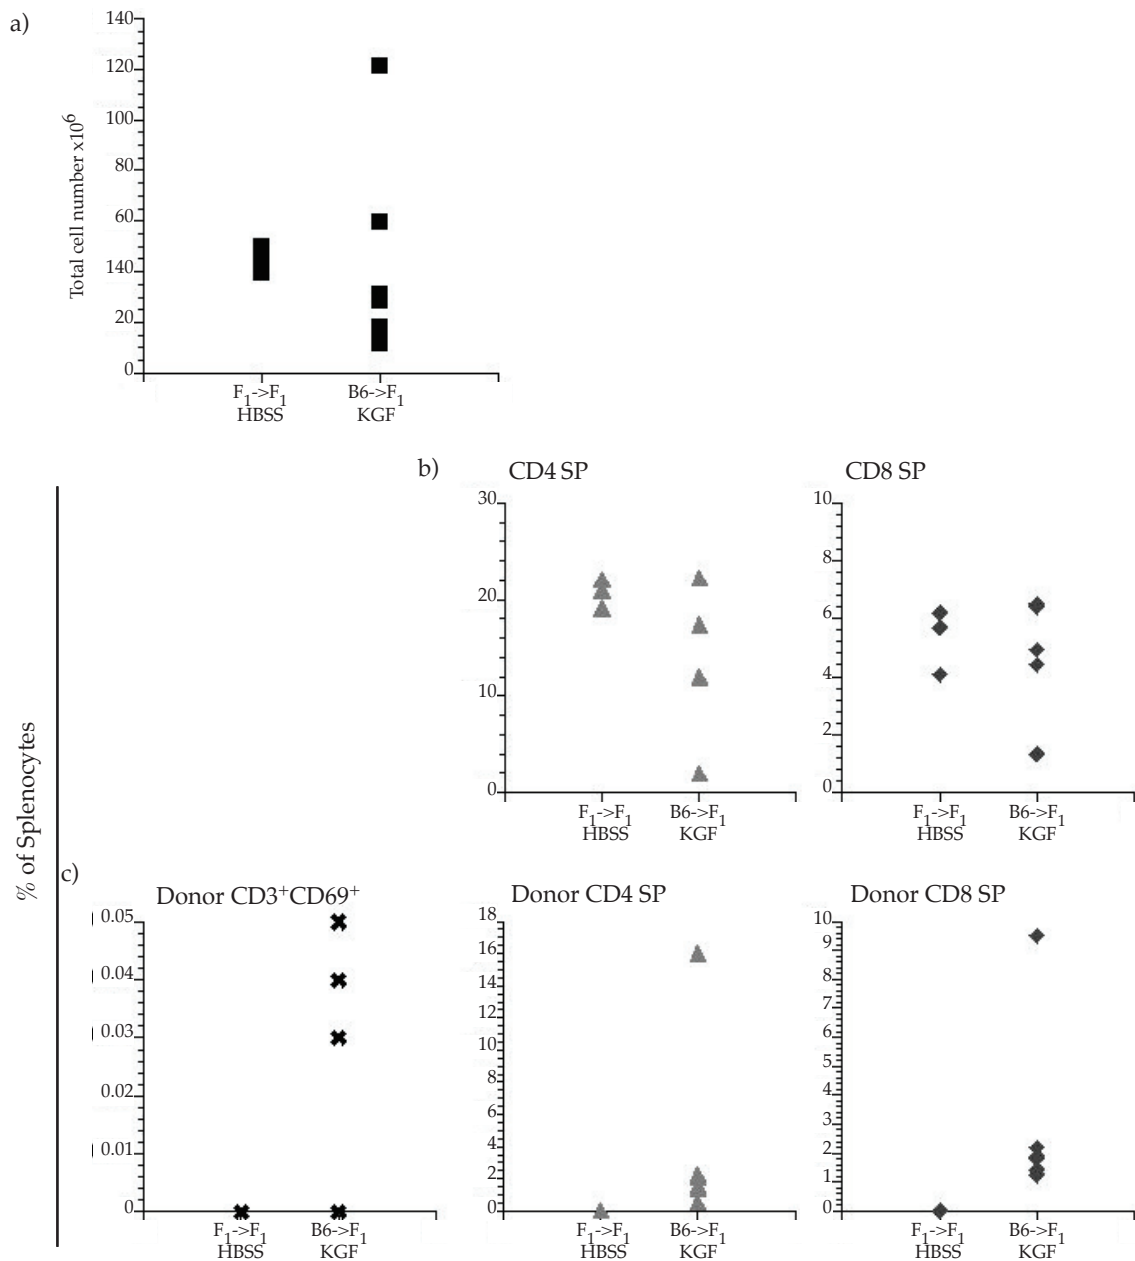 a)
Total cell number x10^6
140
120
100
80
60
140
20
0
F1->F1
HBSS
B6->F1
KGF
% of Splenocytes
b)
CD4 SP
30
20
10
0
F1->F1
HBSS
B6->F1
KGF
CD8 SP
10
8
6
4
2
0
F1->F1
HBSS
B6->F1
KGF
c)
Donor CD3+CD69+
0.05
0.04
0.03
0.02
0.01
0
F1->F1
HBSS
B6->F1
KGF
Donor CD4 SP
18
16
14
12
10
8
6
4
2
0
F1->F1
HBSS
B6->F1
KGF
Donor CD8 SP
10
9
8
7
6
5
4
3
2
1
0
F1->F1
HBSS
B6->F1
KGF